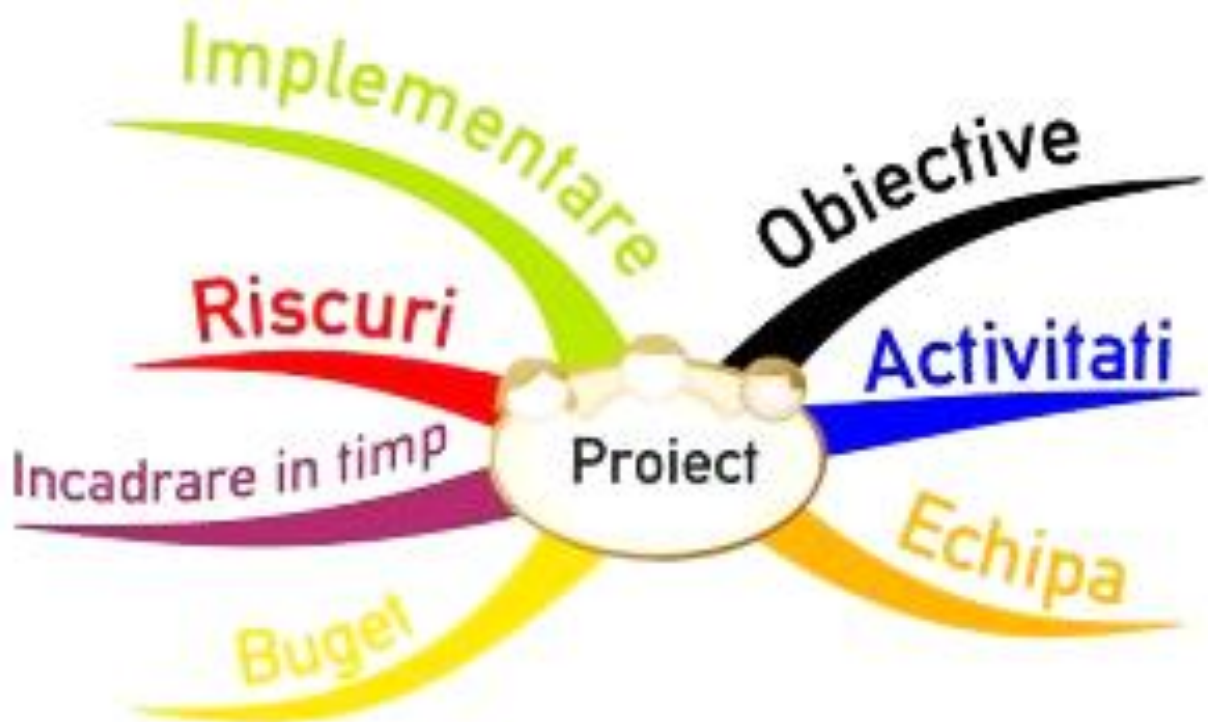 Implementare
Obiective
Riscuri
Activitati
Incadrare in timp
Proiect
Echipa
Buget